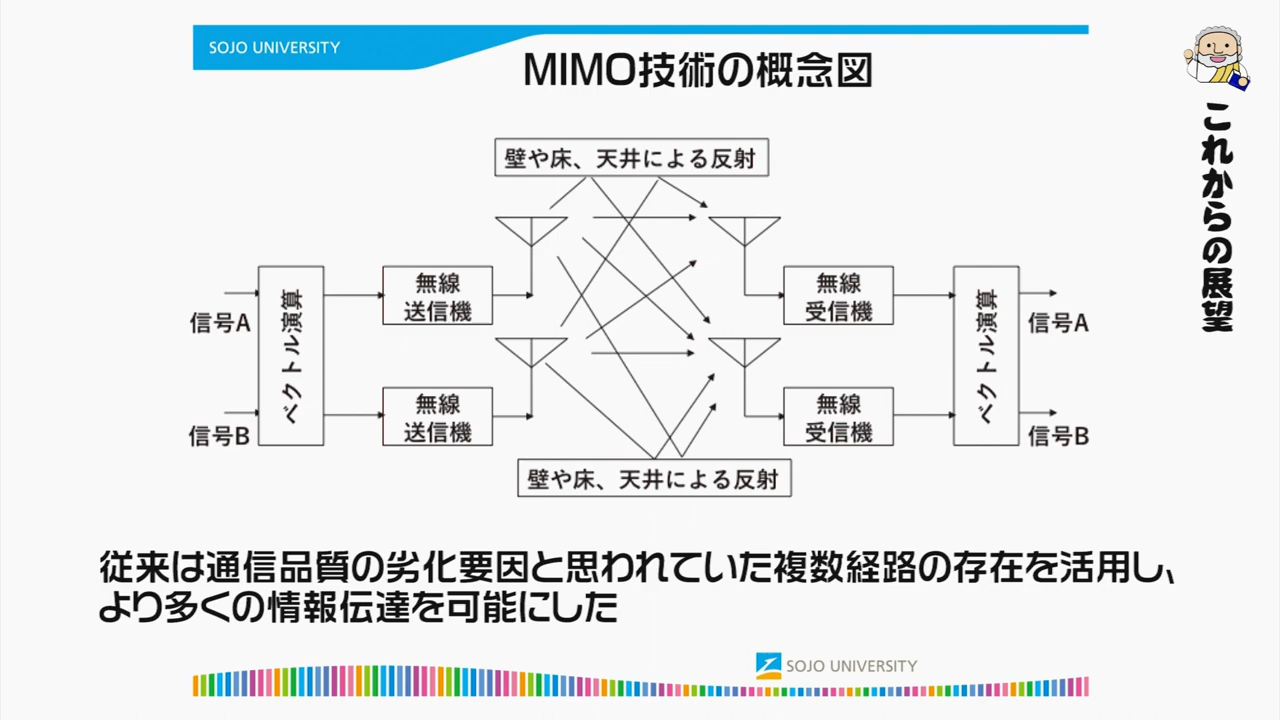 SOJO UNIVERSITY
MIMO技術の概念図
これからの展望
壁や床、天井による反射
信号A
信号B
ベクトル演算
無線
送信機
無線
送信機
無線
受信機
無線
受信機
ベクトル演算
信号A
信号B
壁や床、天井による反射
従来は通信品質の劣化要因と思われていた複数経路の存在を活用し、
より多くの情報伝達を可能にした
SOJO UNIVERSITY